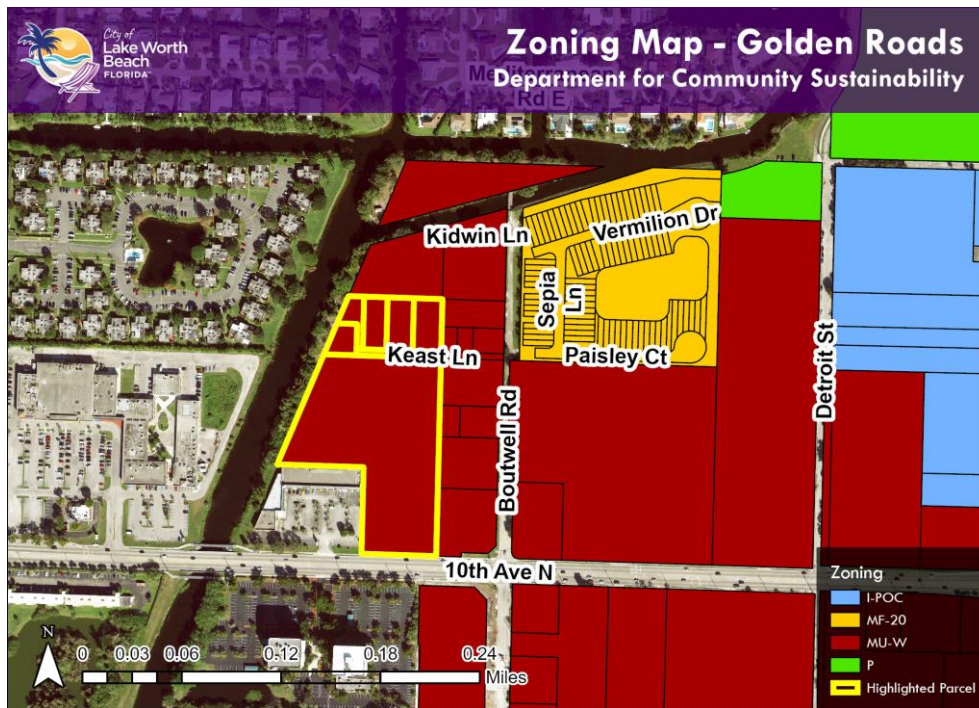 City of
Lake Worth
Beach
FLORIDA
Zoning Map - Golden Roads
Department for Community Sustainability
Rd E
Kidwin Ln
Vermilion Dr
Sepia
Ln
Keast Ln
Paisley Ct
Detroit St
Boutwell Rd
10th Ave N
Zoning
I-POC
MF-20
MU-W
P
Highlighted Parcel
N
0 0.03 0.06 0.12 0.18 0.24
Miles